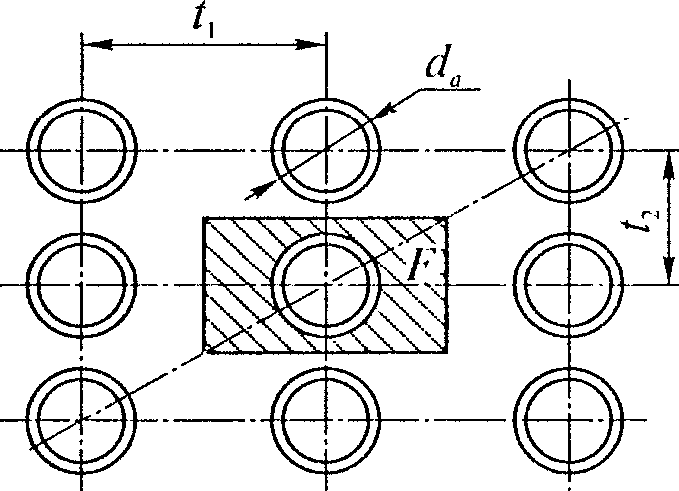 t₁
dₐ
F
t₂